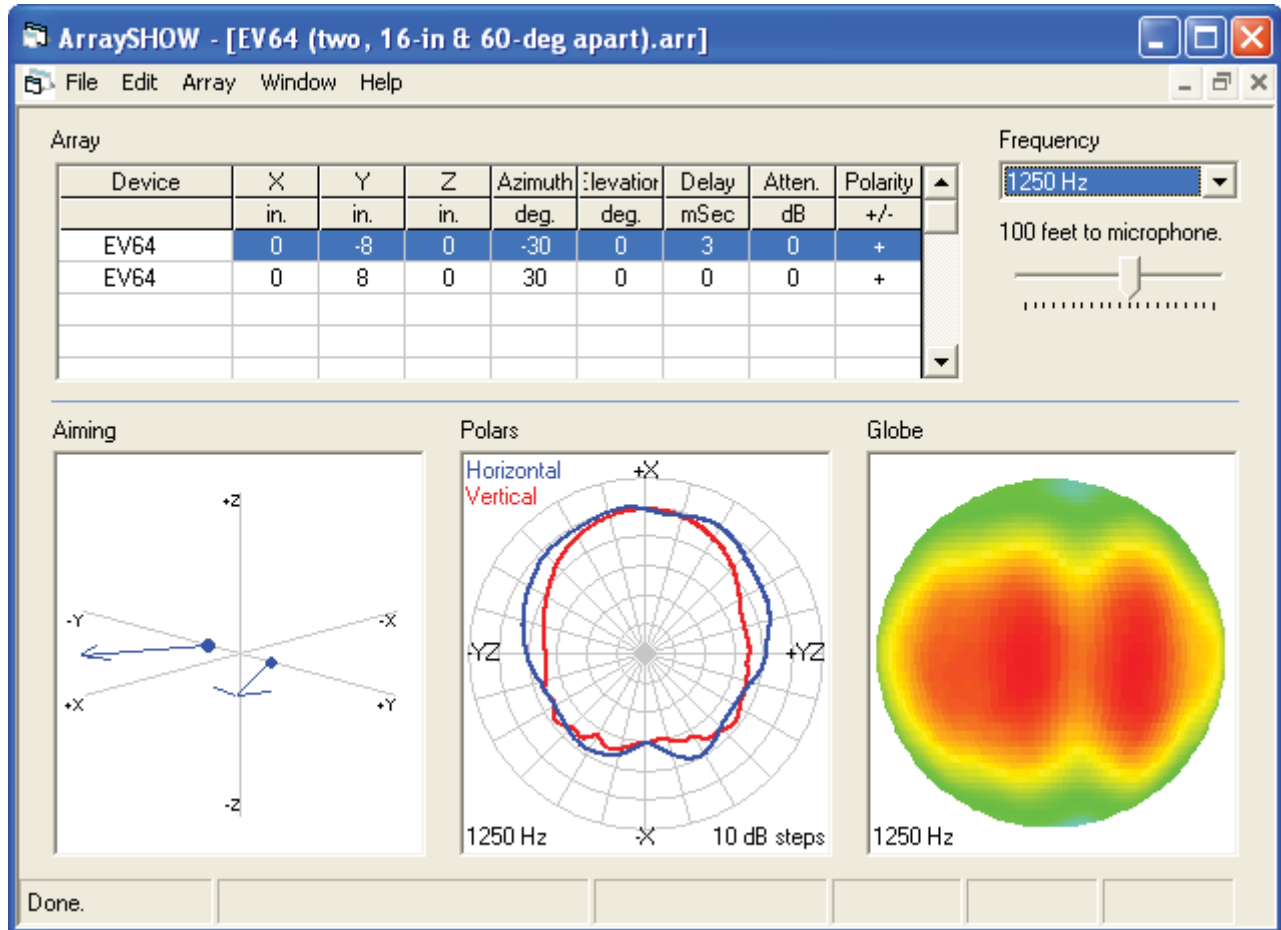 ArraySHOW - [EV64 (two, 16-in & 60-deg apart).arr]
File Edit Array Window Help
Array
Frequency
Device X Y Z Azimuth Elevation Delay Atten. Polarity
in. in. in. deg. deg. mSec dB +/-
EV64 0 -8 0 -30 0 3 0 +
EV64 0 8 0 30 0 0 0 +
1250 Hz
100 feet to microphone.
Aiming
Polars
Globe
+Z
-Y
-X
+X
+Y
-Z
Horizontal
Vertical
+X
-YZ
+YZ
-X
1250 Hz
10 dB steps
1250 Hz
Done.